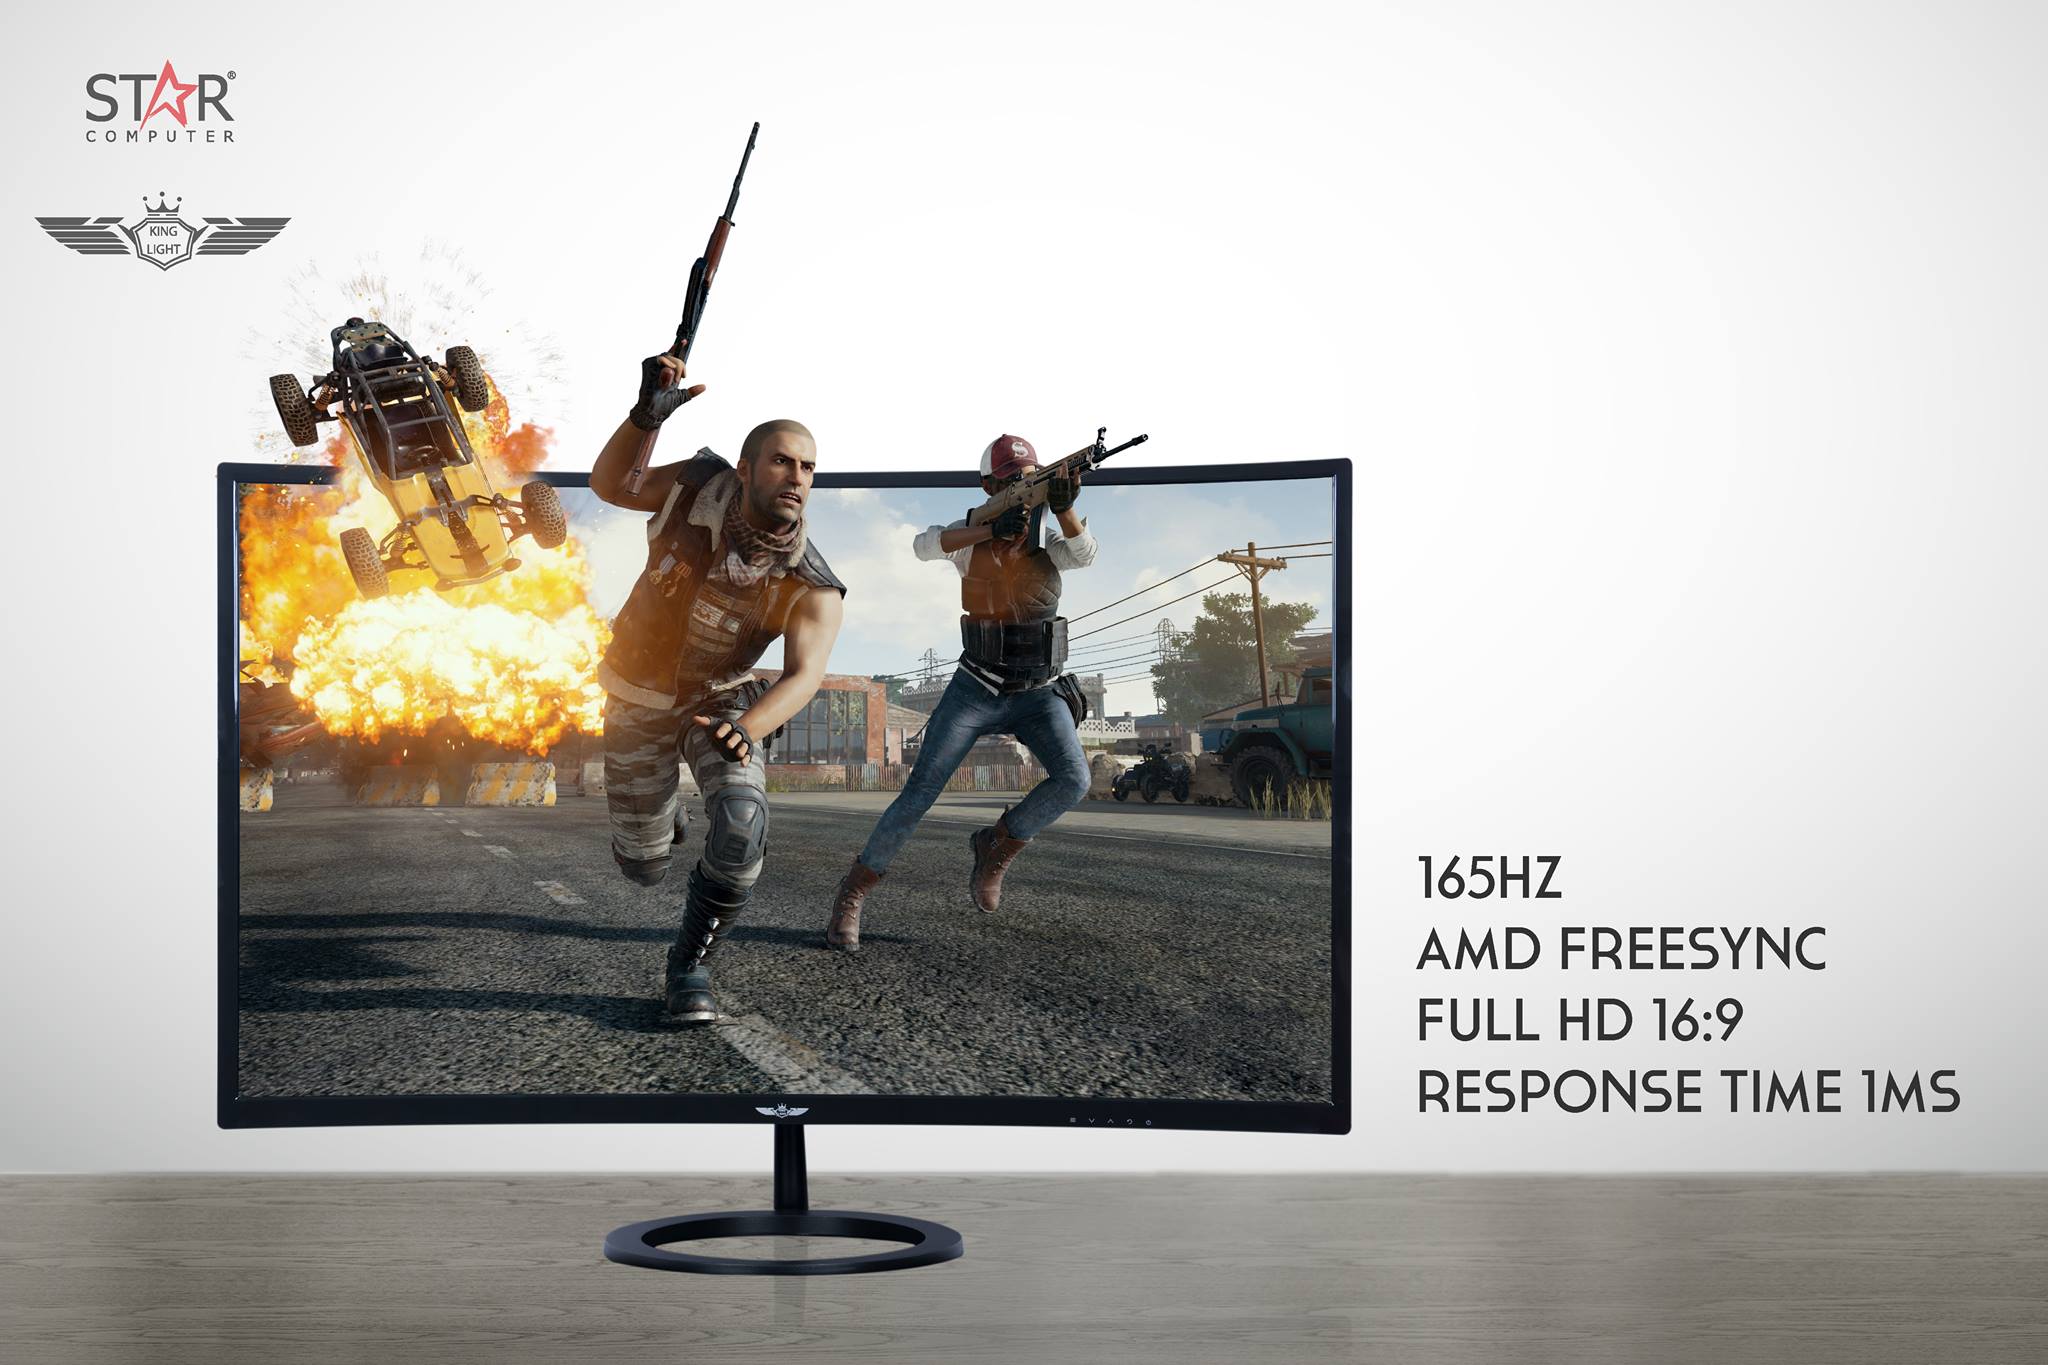 STAR®
COMPUTER
KING
LIGHT
165HZ
AMD FREESYNC
FULL HD 16:9
RESPONSE TIME 1MS